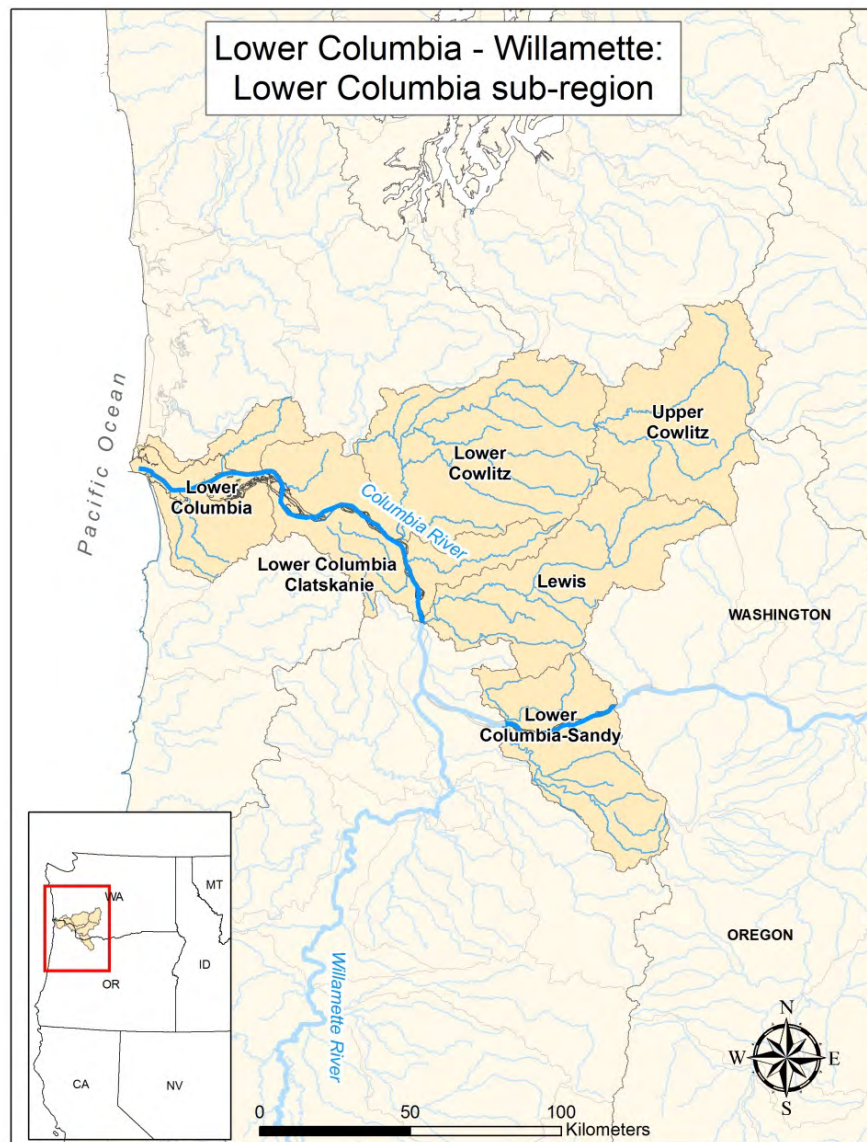 Lower Columbia - Willamette:
Lower Columbia sub-region
Pacific Ocean
Upper
Cowlitz
Lower
Cowlitz
Lower
Columbia
Columbia River
Lower Columbia
Clatskanie
Lewis
WASHINGTON
Lower
Columbia-Sandy
OREGON
Willamette River
WA
MT
OR
ID
CA
NV
N
W
E
S
0
50
100
Kilometers